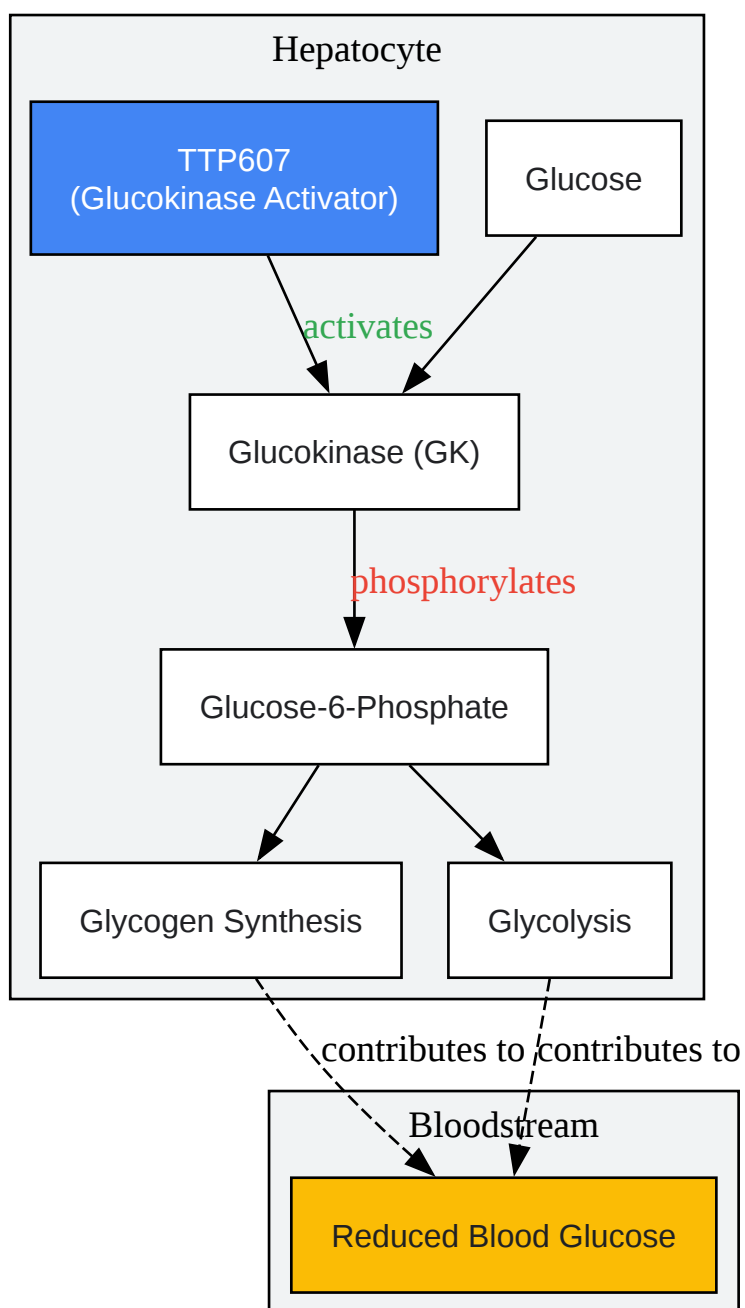 Hepatocyte
TTP607
(Glucokinase Activator)
Glucose
activates
Glucokinase (GK)
phosphorylates
Glucose-6-Phosphate
Glycogen Synthesis
Glycolysis
contributes to
contributes to
Bloodstream
Reduced Blood Glucose